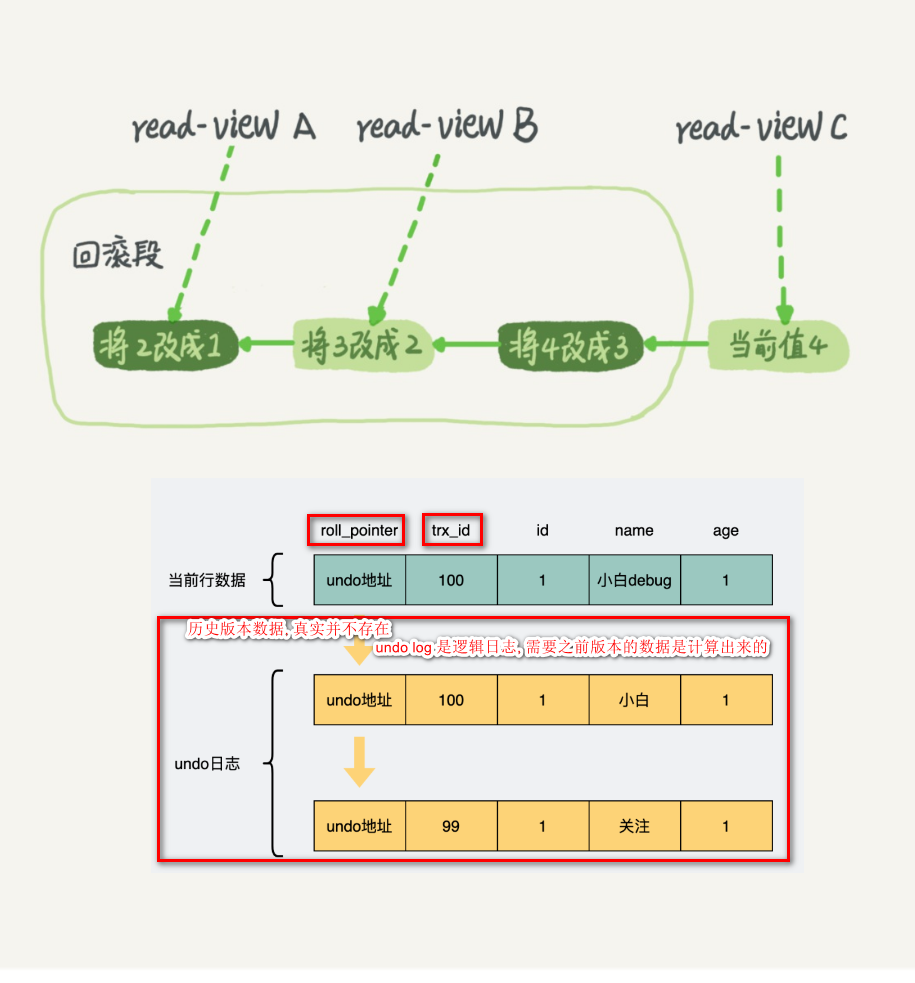 read-view A
read-view B
read-view C
回滚段
将2改成1
将3改成2
将4改成3
当前值4
roll_pointer trx_id id name age
当前行数据 undo地址 100 1 小白debug 1
历史版本数据, 真实并不存在
undo log 是逻辑日志, 需要之前版本的数据是计算出来的
undo地址 100 1 小白 1
undo日志
undo地址 99 1 关注 1